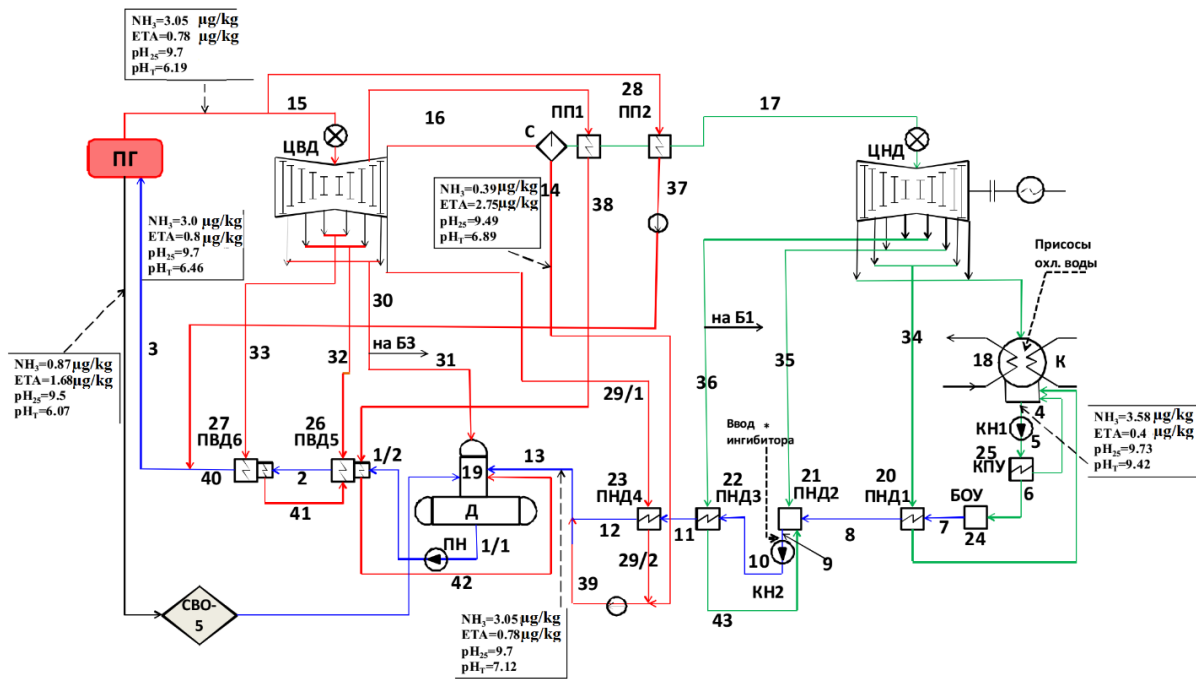 NH₃=3.05 µg/kg
ETA=0.78 µg/kg
pH₂₅=9.7
pHT=6.19
15
16
28
17
ПП1
ПП2
С
ПГ
ЦВД
ЦНД
14
38
37
NH₃=0.39µg/kg
ETA=2.75µg/kg
pH₂₅=9.49
pHT=6.89
NH₃=3.0 µg/kg
ETA=0.8µg/kg
pH₂₅=9.7
pHT=6.46
Присосы
охл. воды
30
3
33
32
на Б3
31
29/1
на Б1
36
35
34
18
К
NH₃=0.87µg/kg
ETA=1.68µg/kg
pH₂₅=9.5
pHT=6.07
4
NH₃=3.58 µg/kg
ETA=0.4 µg/kg
pH₂₅=9.73
pHT=9.42
КН1
5
25
КПУ
6
Ввод *
ингибитора
27
ПВД6
26
ПВД5
1/2
19
13
23
ПНД4
22
ПНД3
21
ПНД2
20
ПНД1
БОУ
24
40
2
41
Д
ПН
1/1
42
12
11
10
9
8
7
29/2
39
КН2
43
СВО-
5
NH₃=3.05µg/kg
ETA=0.78µg/kg
pH₂₅=9.7
pHT=7.12